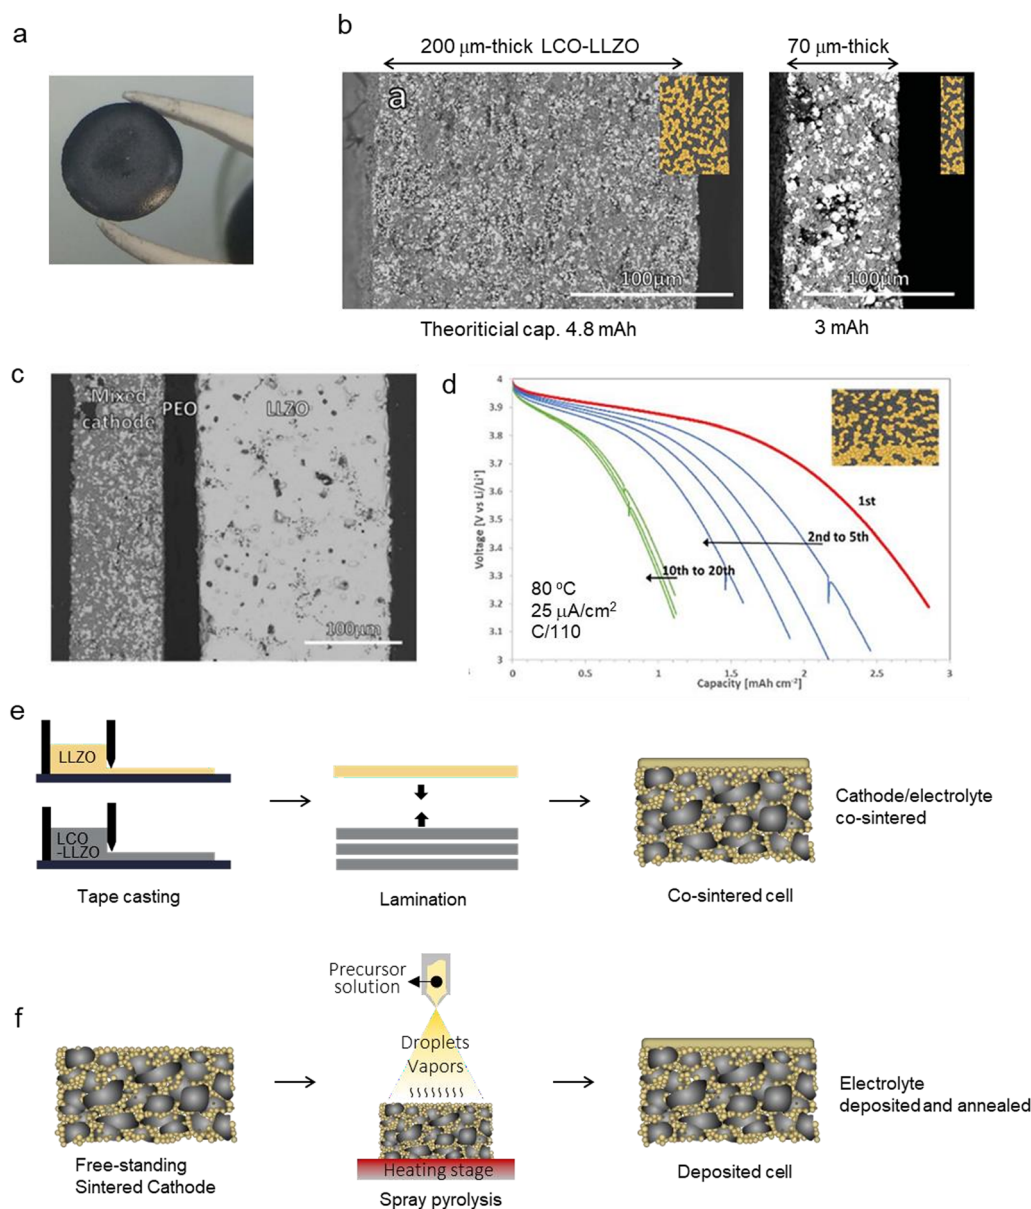 a
b
200 μm-thick LCO-LLZO
70 μm-thick
a
100μm
100μm
Theoriticial cap. 4.8 mAh
3 mAh
c
Mixed
cathode
PEO
LLZO
100μm
d
4
3.9
3.8
3.7
3.6
3.5
3.4
3.3
3.2
3.1
3
Voltage [V vs Li/Li⁺]
1st
2nd to 5th
10th to 20th
80 °C
25 μA/cm²
C/110
0
0.5
1
1.5
2
2.5
3
Capacity [mAh cm⁻²]
e
LLZO
LCO
-LLZO
Tape casting
Lamination
Co-sintered cell
Cathode/electrolyte
co-sintered
f
Free-standing
Sintered Cathode
Precursor
solution
Droplets
Vapors
Heating stage
Spray pyrolysis
Deposited cell
Electrolyte
deposited and annealed